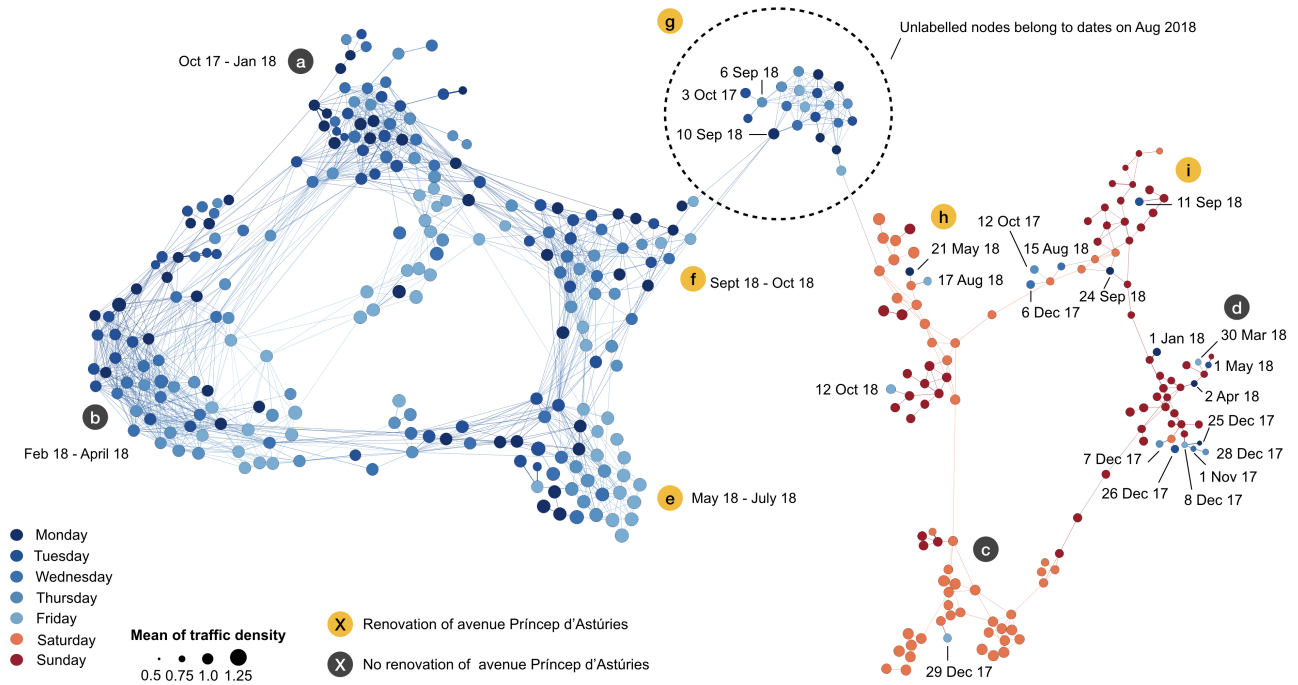 g
Unlabelled nodes belong to dates on Aug 2018
Oct 17 - Jan 18
a
6 Sep 18
3 Oct 17
10 Sep 18
i
11 Sep 18
h
12 Oct 17
21 May 18
15 Aug 18
17 Aug 18
f
Sept 18 - Oct 18
24 Sep 18
6 Dec 17
d
1 Jan 18
30 Mar 18
1 May 18
12 Oct 18
2 Apr 18
b
25 Dec 17
Feb 18 - April 18
7 Dec 17
28 Dec 17
1 Nov 17
26 Dec 17
8 Dec 17
e
May 18 - July 18
c
Monday
Tuesday
Wednesday
Thursday
Friday
Saturday
Sunday
Mean of traffic density
0.5 0.75 1.0 1.25
X
Renovation of avenue Príncep d'Astúries
X
No renovation of avenue Príncep d'Astúries
29 Dec 17